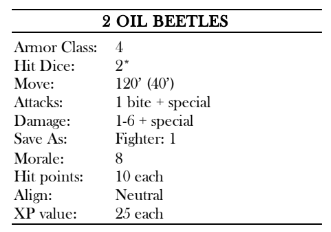 2 OIL BEETLES
Armor Class: 4
Hit Dice: 2*
Move: 120’ (40’)
Attacks: 1 bite + special
Damage: 1-6 + special
Save As: Fighter: 1
Morale: 8
Hit points: 10 each
Align: Neutral
XP value: 25 each